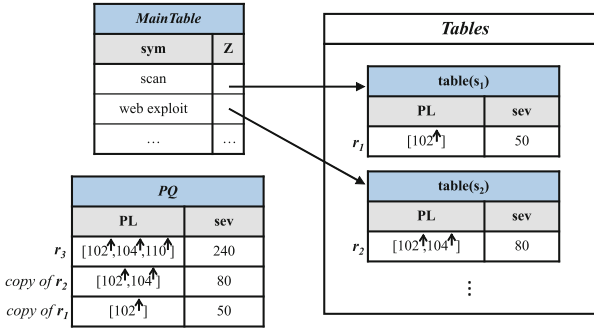 MainTable
sym Z
scan
web exploit
… …
Tables
table(s₁)
PL sev
r₁ [102↑] 50
table(s₂)
PL sev
r₂ [102↑,104↑] 80
⋮
PQ
PL sev
r₃ [102↑,104↑,110↑] 240
copy of r₂ [102↑,104↑] 80
copy of r₁ [102↑] 50